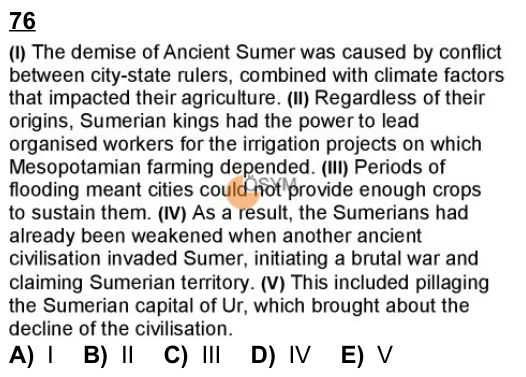 76
(I) The demise of Ancient Sumer was caused by conflict
between city-state rulers, combined with climate factors
that impacted their agriculture. (II) Regardless of their
origins, Sumerian kings had the power to lead
organised workers for the irrigation projects on which
Mesopotamian farming depended. (III) Periods of
flooding meant cities could not provide enough crops
ÖSYM
to sustain them. (IV) As a result, the Sumerians had
already been weakened when another ancient
civilisation invaded Sumer, initiating a brutal war and
claiming Sumerian territory. (V) This included pillaging
the Sumerian capital of Ur, which brought about the
decline of the civilisation.
A) I B) II C) III D) IV E) V